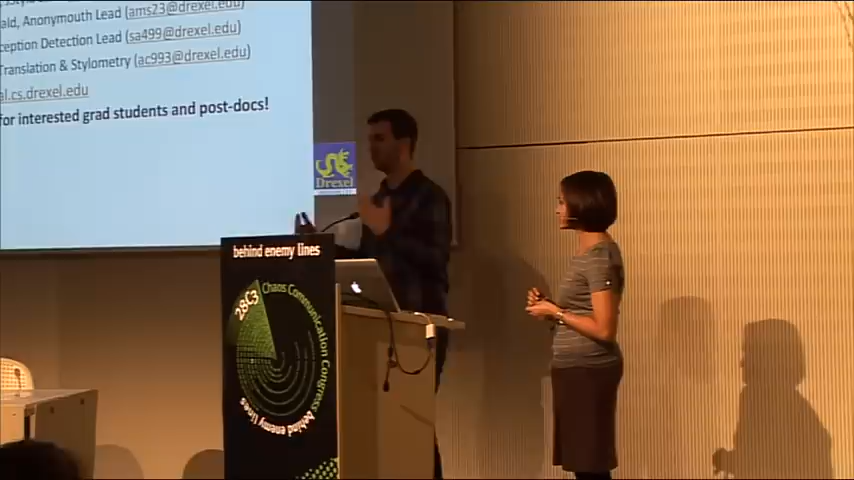 ald, Anonymouth Lead (ams23@drexel.edu)
ception Detection Lead (sa499@drexel.edu)
Translation & Stylometry (ac993@drexel.edu)
al.cs.drexel.edu
for interested grad students and post-docs!
Drexel
behind enemy lines
28C3 Chaos Communication Congress
behind enemy lines